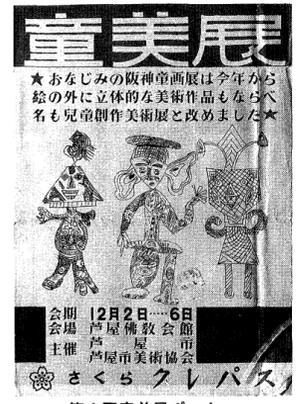 童美展
★おなじみの阪神童画展は今年から
絵の外に立体的な美術作品もならべ
名も兒童創作美術展と改めました★
会期 12月2日……6日
会場 芦屋佛敎会館
主催 芦屋市
芦屋市美術協会
さくらクレパス